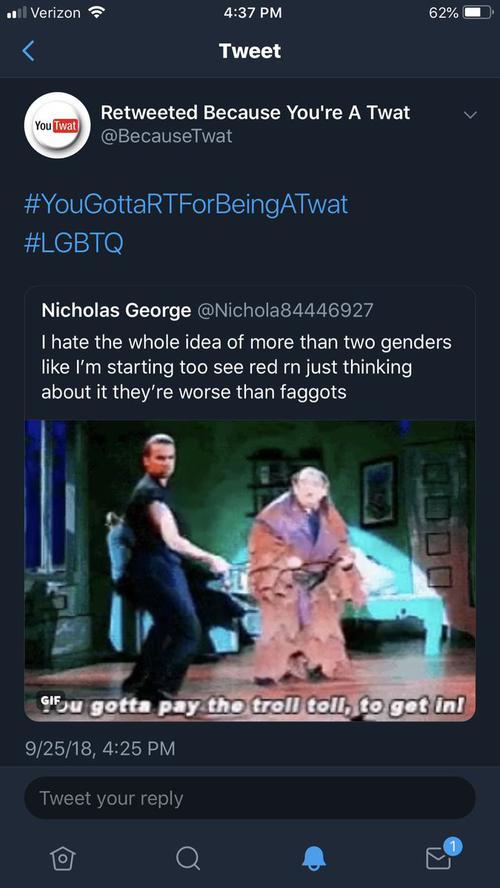 Verizon 4:37 PM 62%
Tweet
You Twat
Retweeted Because You're A Twat
@BecauseTwat
#YouGottaRTForBeingATwat
#LGBTQ
Nicholas George @Nichola84446927
I hate the whole idea of more than two genders
like I'm starting too see red rn just thinking
about it they're worse than faggots
GIF
gotta pay the troll toll, to get in!
9/25/18, 4:25 PM
Tweet your reply
1